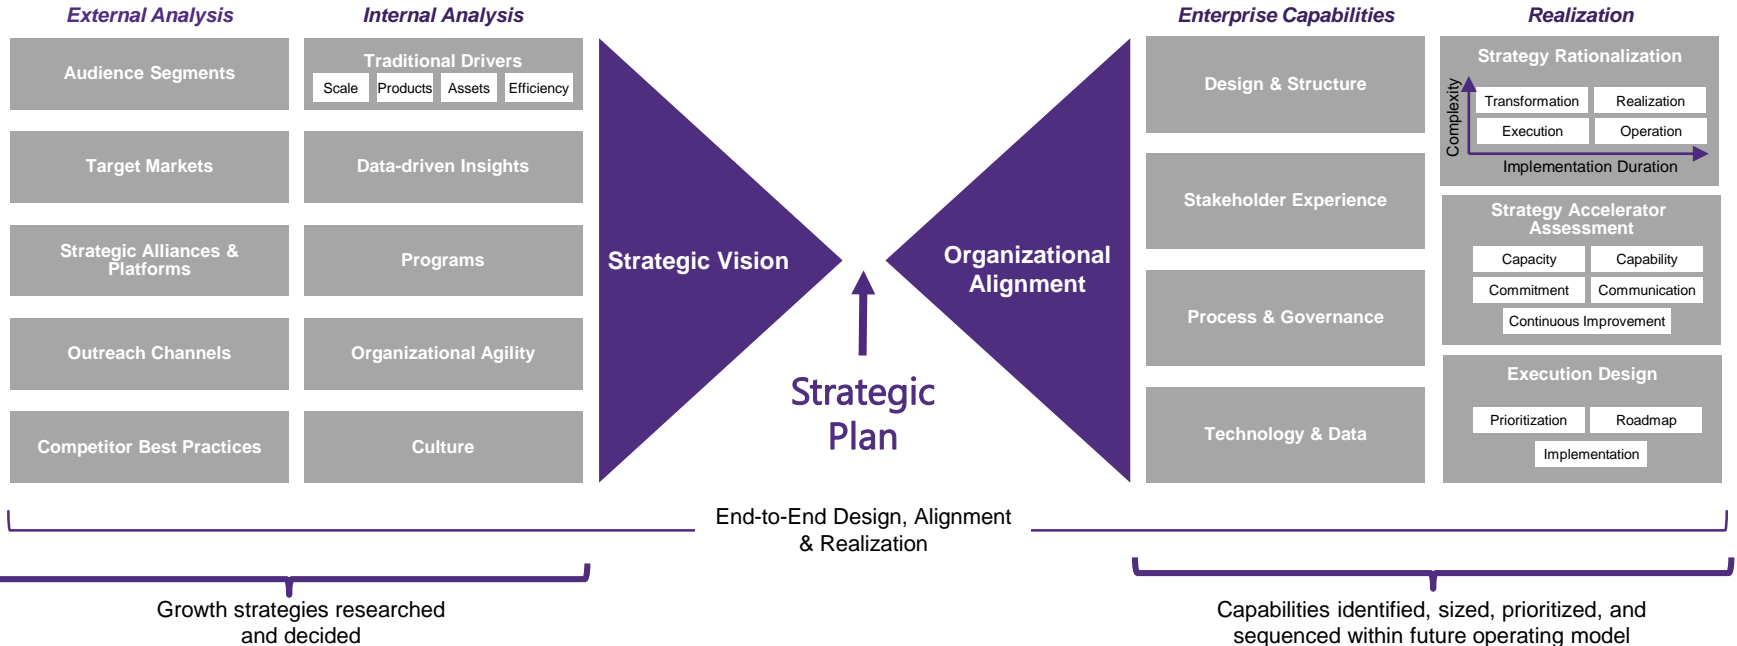 External Analysis
Internal Analysis
Enterprise Capabilities
Realization
Audience Segments
Target Markets
Strategic Alliances &
Platforms
Outreach Channels
Competitor Best Practices
Traditional Drivers
Scale
Products
Assets
Efficiency
Data-driven Insights
Programs
Organizational Agility
Culture
Strategic Vision
Strategic
Plan
Organizational
Alignment
Design & Structure
Stakeholder Experience
Process & Governance
Technology & Data
Strategy Rationalization
Complexity
Transformation
Realization
Execution
Operation
Implementation Duration
Strategy Accelerator
Assessment
Capacity
Capability
Commitment
Communication
Continuous Improvement
Execution Design
Prioritization
Roadmap
Implementation
End-to-End Design, Alignment
& Realization
Growth strategies researched
and decided
Capabilities identified, sized, prioritized, and
sequenced within future operating model